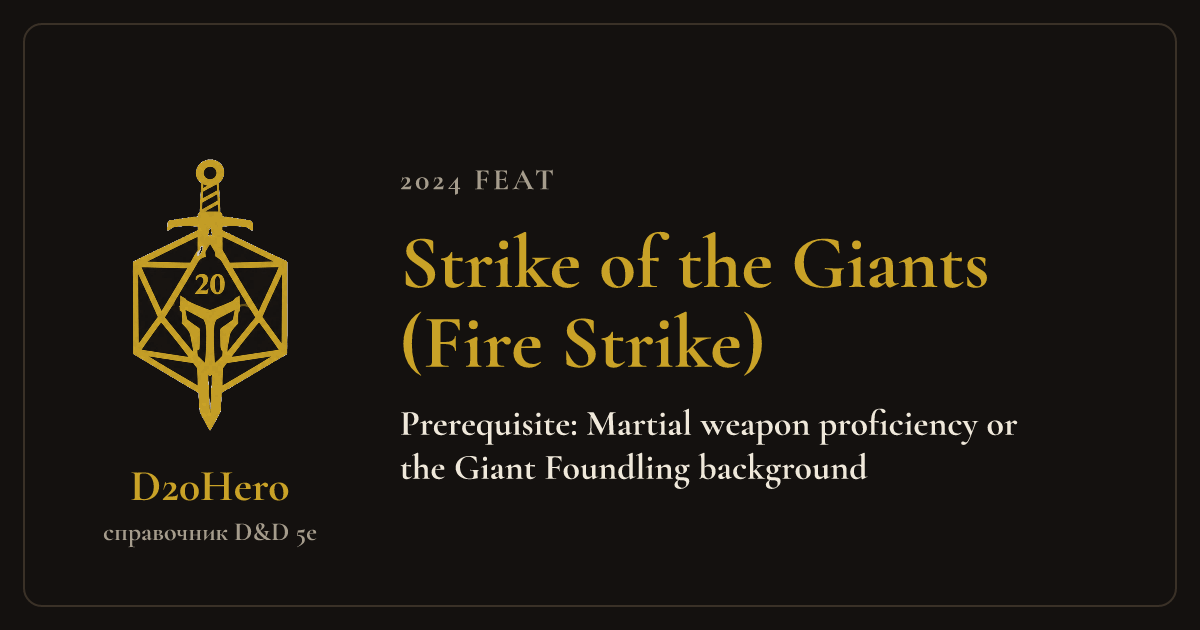 20
D20Hero
справочник D&D 5e
2024 FEAT
Strike of the Giants
(Fire Strike)
Prerequisite: Martial weapon proficiency or
the Giant Foundling background